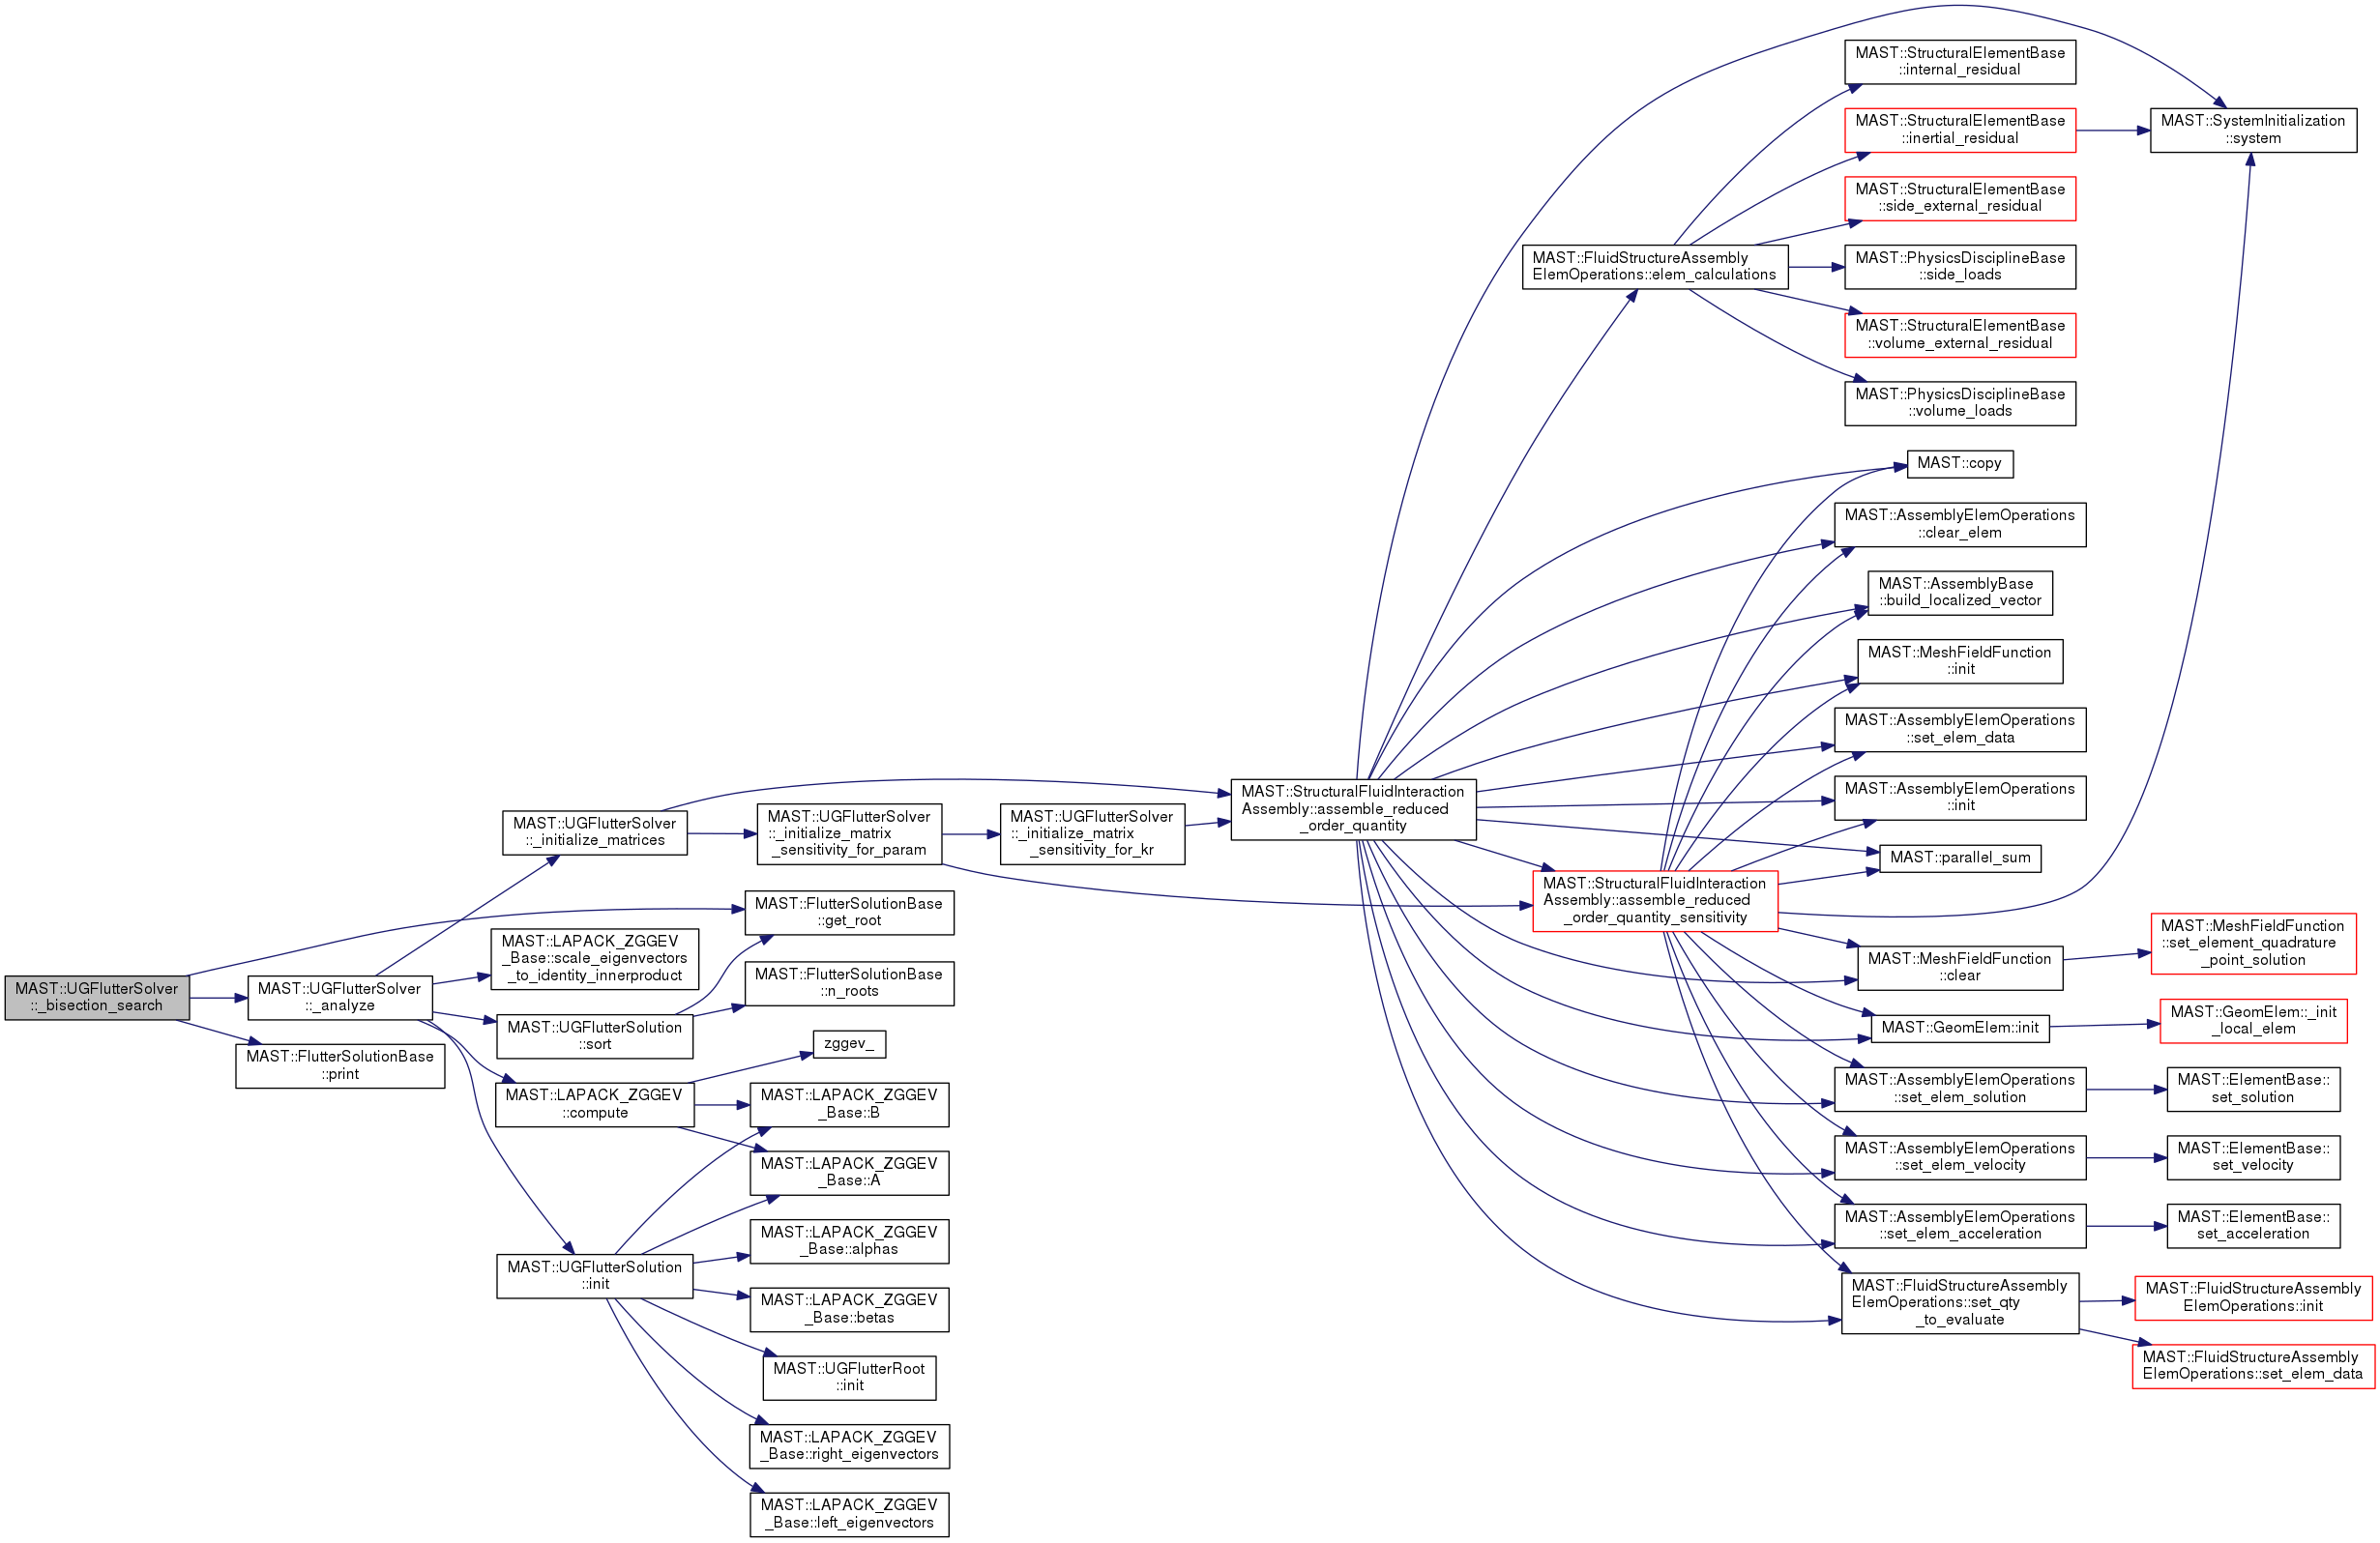 MAST::UGFlutterSolver
::_bisection_search
MAST::UGFlutterSolver
::_analyze
MAST::FlutterSolutionBase
::print
MAST::UGFlutterSolver
::_initialize_matrices
MAST::LAPACK_ZGGEV
_Base::scale_eigenvectors
_to_identity_innerproduct
MAST::UGFlutterSolution
::sort
MAST::LAPACK_ZGGEV
::compute
MAST::UGFlutterSolution
::init
MAST::UGFlutterSolver
::_initialize_matrix
_sensitivity_for_param
MAST::FlutterSolutionBase
::get_root
MAST::FlutterSolutionBase
::n_roots
zggev_
MAST::LAPACK_ZGGEV
_Base::B
MAST::LAPACK_ZGGEV
_Base::A
MAST::LAPACK_ZGGEV
_Base::alphas
MAST::LAPACK_ZGGEV
_Base::betas
MAST::UGFlutterRoot
::init
MAST::LAPACK_ZGGEV
_Base::right_eigenvectors
MAST::LAPACK_ZGGEV
_Base::left_eigenvectors
MAST::UGFlutterSolver
::_initialize_matrix
_sensitivity_for_kr
MAST::StructuralFluidInteraction
Assembly::assemble_reduced
_order_quantity
MAST::FluidStructureAssembly
ElemOperations::elem_calculations
MAST::StructuralFluidInteraction
Assembly::assemble_reduced
_order_quantity_sensitivity
MAST::StructuralElementBase
::internal_residual
MAST::StructuralElementBase
::inertial_residual
MAST::StructuralElementBase
::side_external_residual
MAST::PhysicsDisciplineBase
::side_loads
MAST::StructuralElementBase
::volume_external_residual
MAST::PhysicsDisciplineBase
::volume_loads
MAST::copy
MAST::AssemblyElemOperations
::clear_elem
MAST::AssemblyBase
::build_localized_vector
MAST::MeshFieldFunction
::init
MAST::AssemblyElemOperations
::set_elem_data
MAST::AssemblyElemOperations
::init
MAST::parallel_sum
MAST::MeshFieldFunction
::clear
MAST::GeomElem::init
MAST::AssemblyElemOperations
::set_elem_solution
MAST::AssemblyElemOperations
::set_elem_velocity
MAST::AssemblyElemOperations
::set_elem_acceleration
MAST::FluidStructureAssembly
ElemOperations::set_qty
_to_evaluate
MAST::SystemInitialization
::system
MAST::MeshFieldFunction
::set_element_quadrature
_point_solution
MAST::GeomElem::_init
_local_elem
MAST::ElementBase::
set_solution
MAST::ElementBase::
set_velocity
MAST::ElementBase::
set_acceleration
MAST::FluidStructureAssembly
ElemOperations::init
MAST::FluidStructureAssembly
ElemOperations::set_elem_data